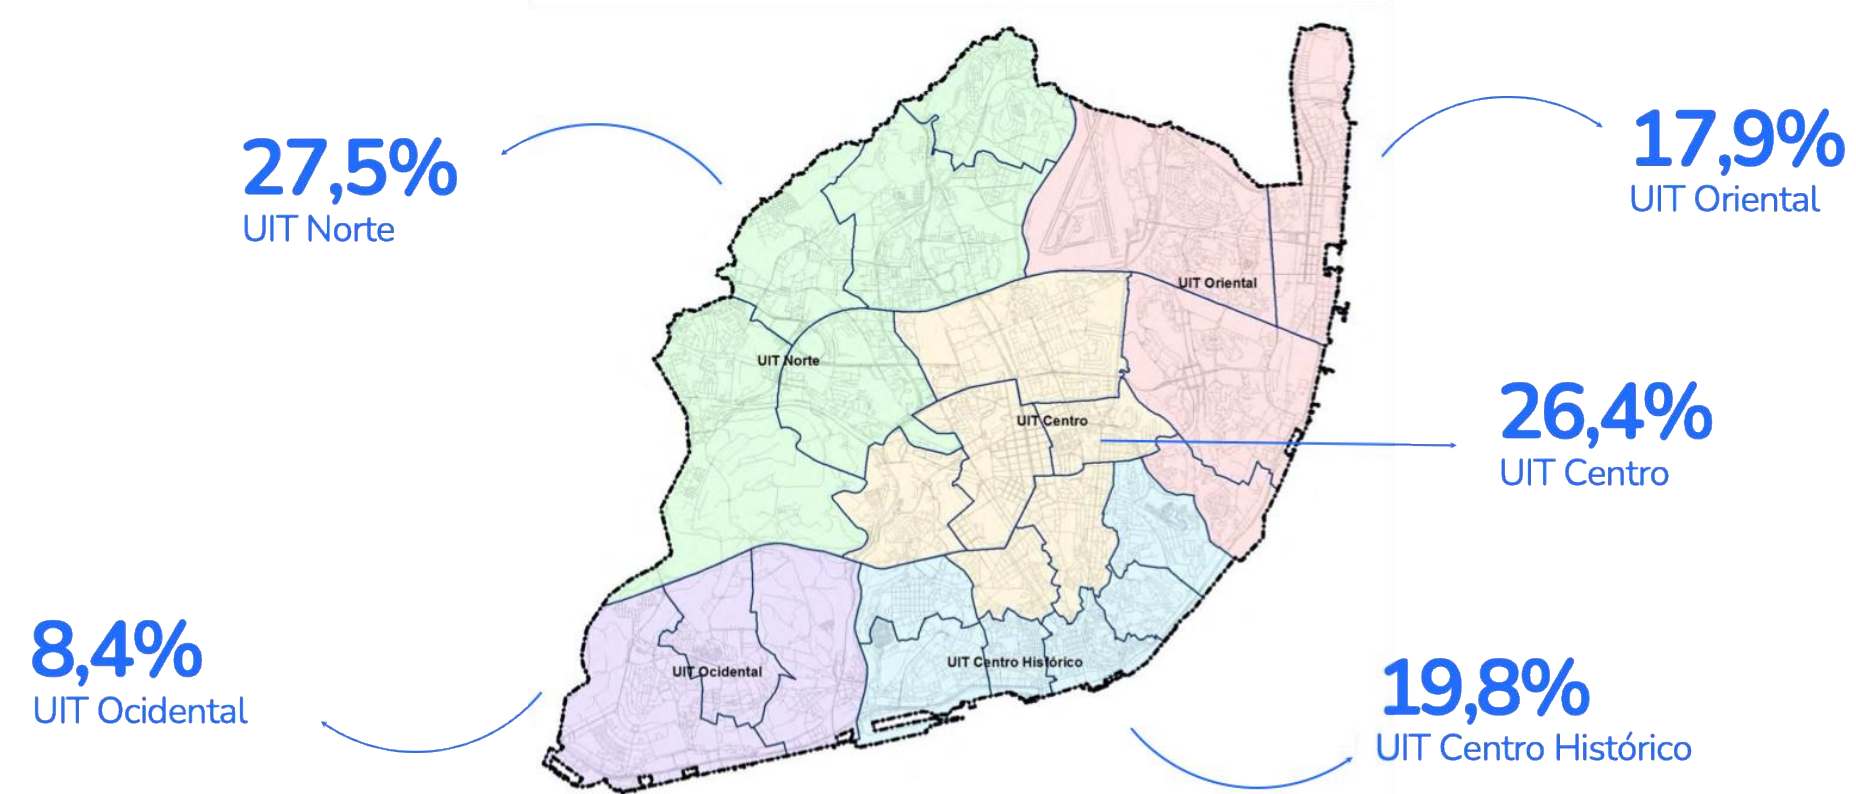 27,5%
UIT Norte
17,9%
UIT Oriental
UIT Oriental
UIT Norte
UIT Centro
26,4%
UIT Centro
8,4%
UIT Ocidental
UIT Ocidental
UIT Centro Histórico
19,8%
UIT Centro Histórico